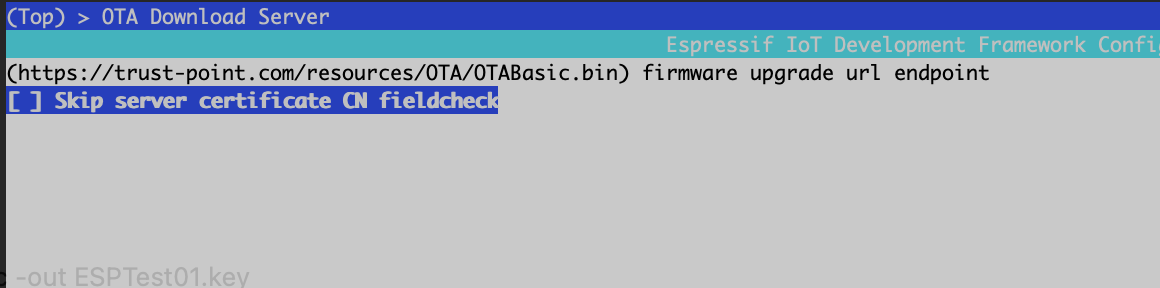 (Top) > OTA Download Server
Espressif IoT Development Framework Config
(https://trust-point.com/resources/OTA/OTABasic.bin) firmware upgrade url endpoint
[ ] Skip server certificate CN fieldcheck
-out ESPTest01.key